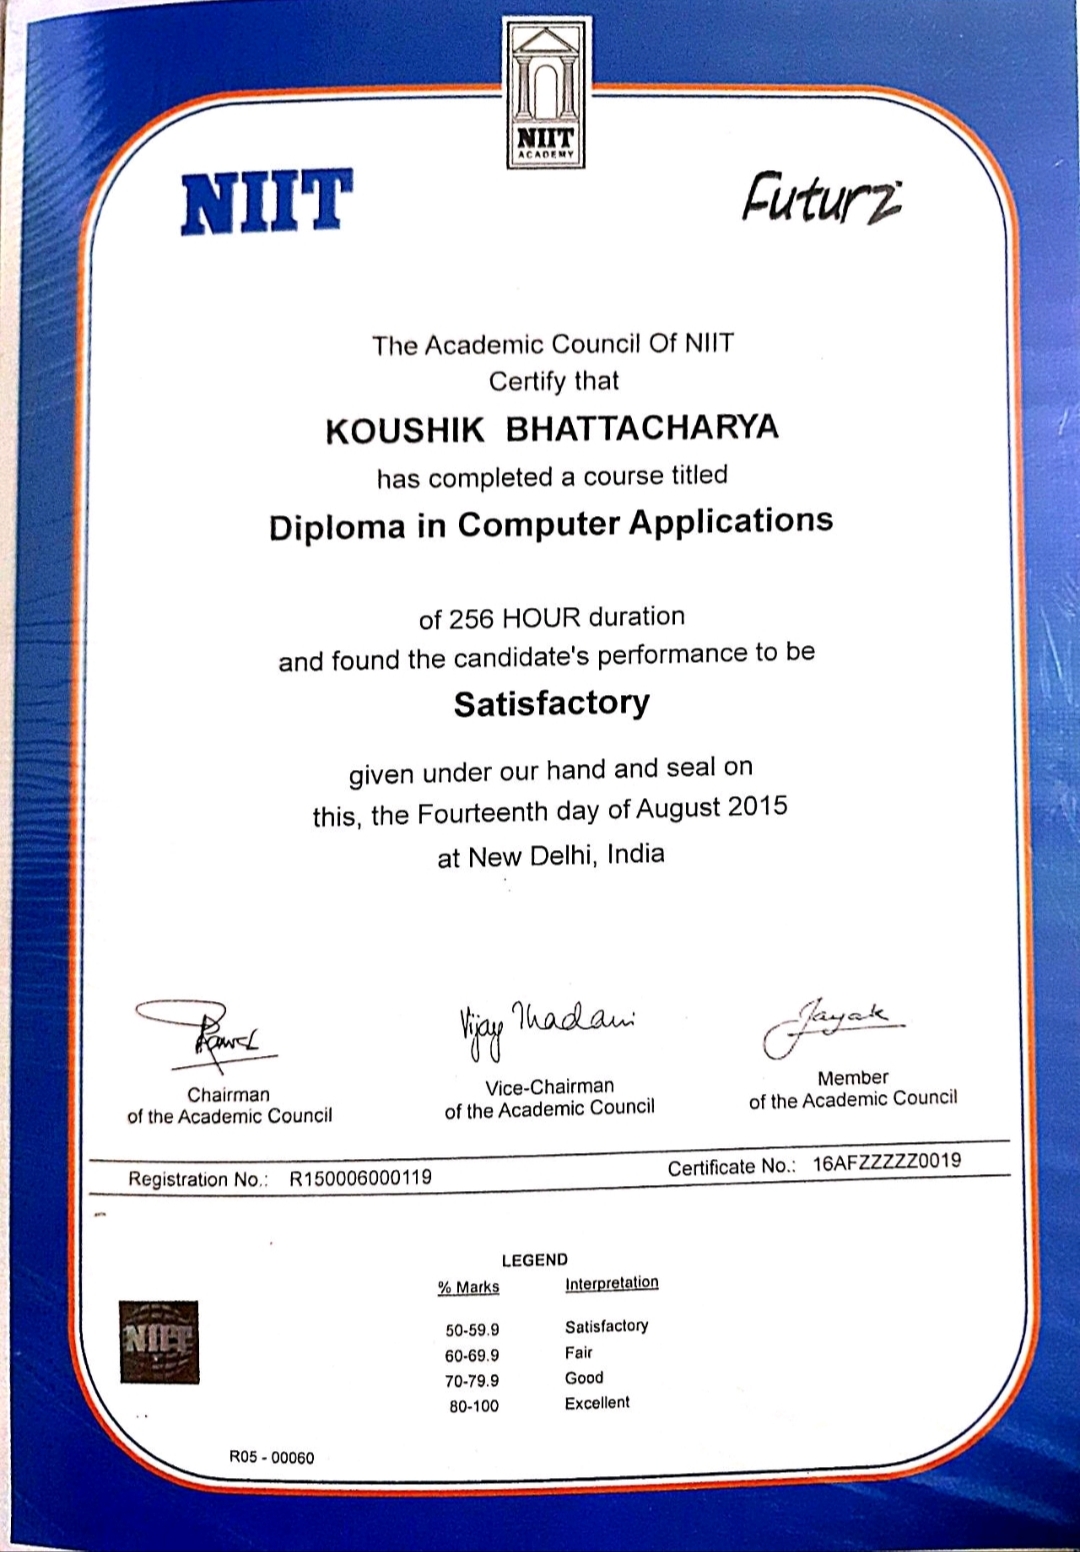 NIIT
ACADEMY
NIIT
Futurz
The Academic Council Of NIIT
Certify that
KOUSHIK BHATTACHARYA
has completed a course titled
Diploma in Computer Applications
of 256 HOUR duration
and found the candidate's performance to be
Satisfactory
given under our hand and seal on
this, the Fourteenth day of August 2015
at New Delhi, India
Vijay Thadani
Jayak
Chairman
of the Academic Council
Vice-Chairman
of the Academic Council
Member
of the Academic Council
Registration No.: R150006000119
Certificate No.: 16AFZZZZZ0019
LEGEND
% Marks Interpretation
50-59.9 Satisfactory
60-69.9 Fair
70-79.9 Good
80-100 Excellent
NIIT
R05 - 00060